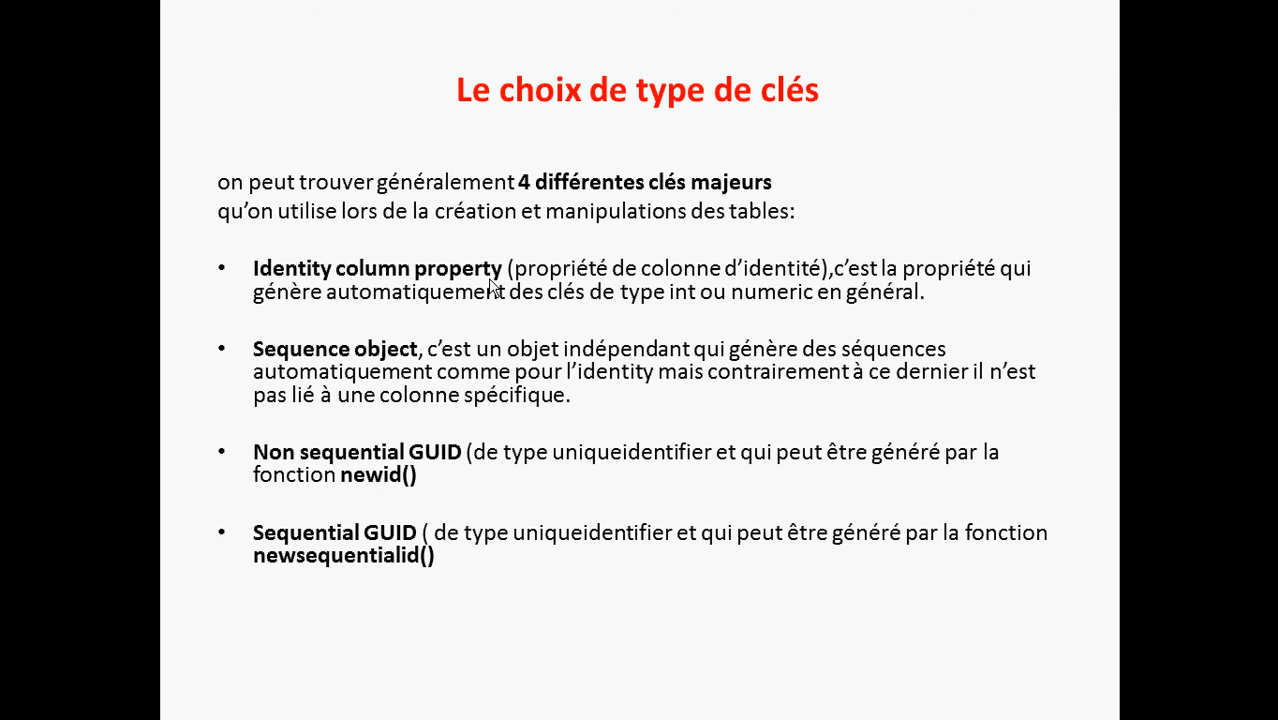 Le choix de type de clés
on peut trouver généralement 4 différentes clés majeurs
qu'on utilise lors de la création et manipulations des tables:
• Identity column property (propriété de colonne d'identité),c'est la propriété qui
génère automatiquement des clés de type int ou numeric en général.
• Sequence object, c'est un objet indépendant qui génère des séquences
automatiquement comme pour l'identity mais contrairement à ce dernier il n'est
pas lié à une colonne spécifique.
• Non sequential GUID (de type uniqueidentifier et qui peut être généré par la
fonction newid()
• Sequential GUID ( de type uniqueidentifier et qui peut être généré par la fonction
newsequentialid()